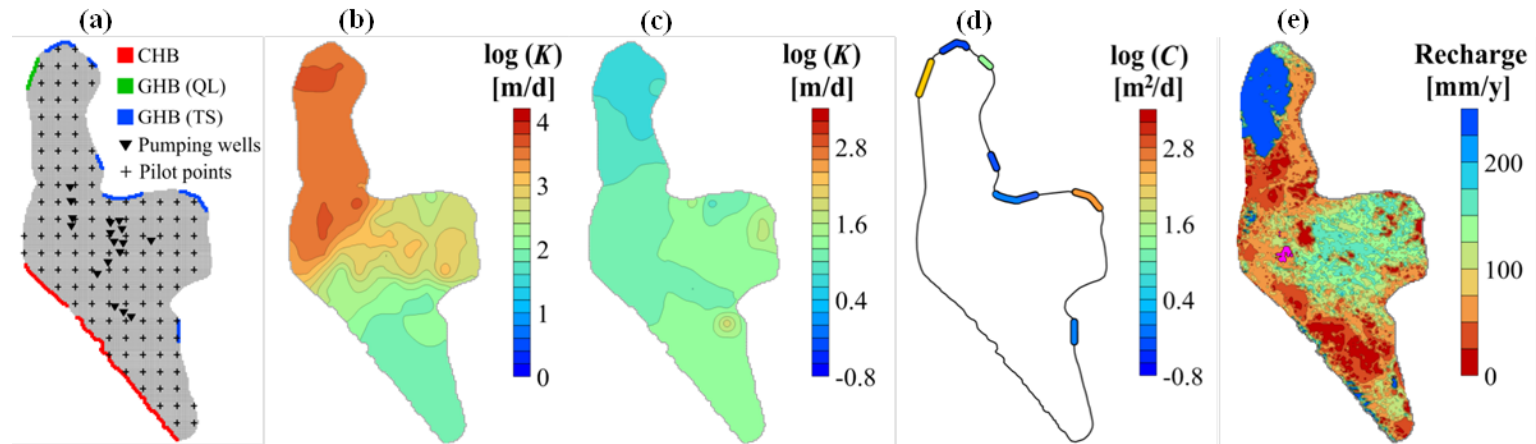 (a)
CHB
GHB (QL)
GHB (TS)
Pumping wells
Pilot points
(b)
log (K)
[m/d]
4
3
2
1
0
(c)
log (K)
[m/d]
2.8
1.6
0.4
-0.8
(d)
log (C)
[m²/d]
2.8
1.6
0.4
-0.8
(e)
Recharge
[mm/y]
200
100
0